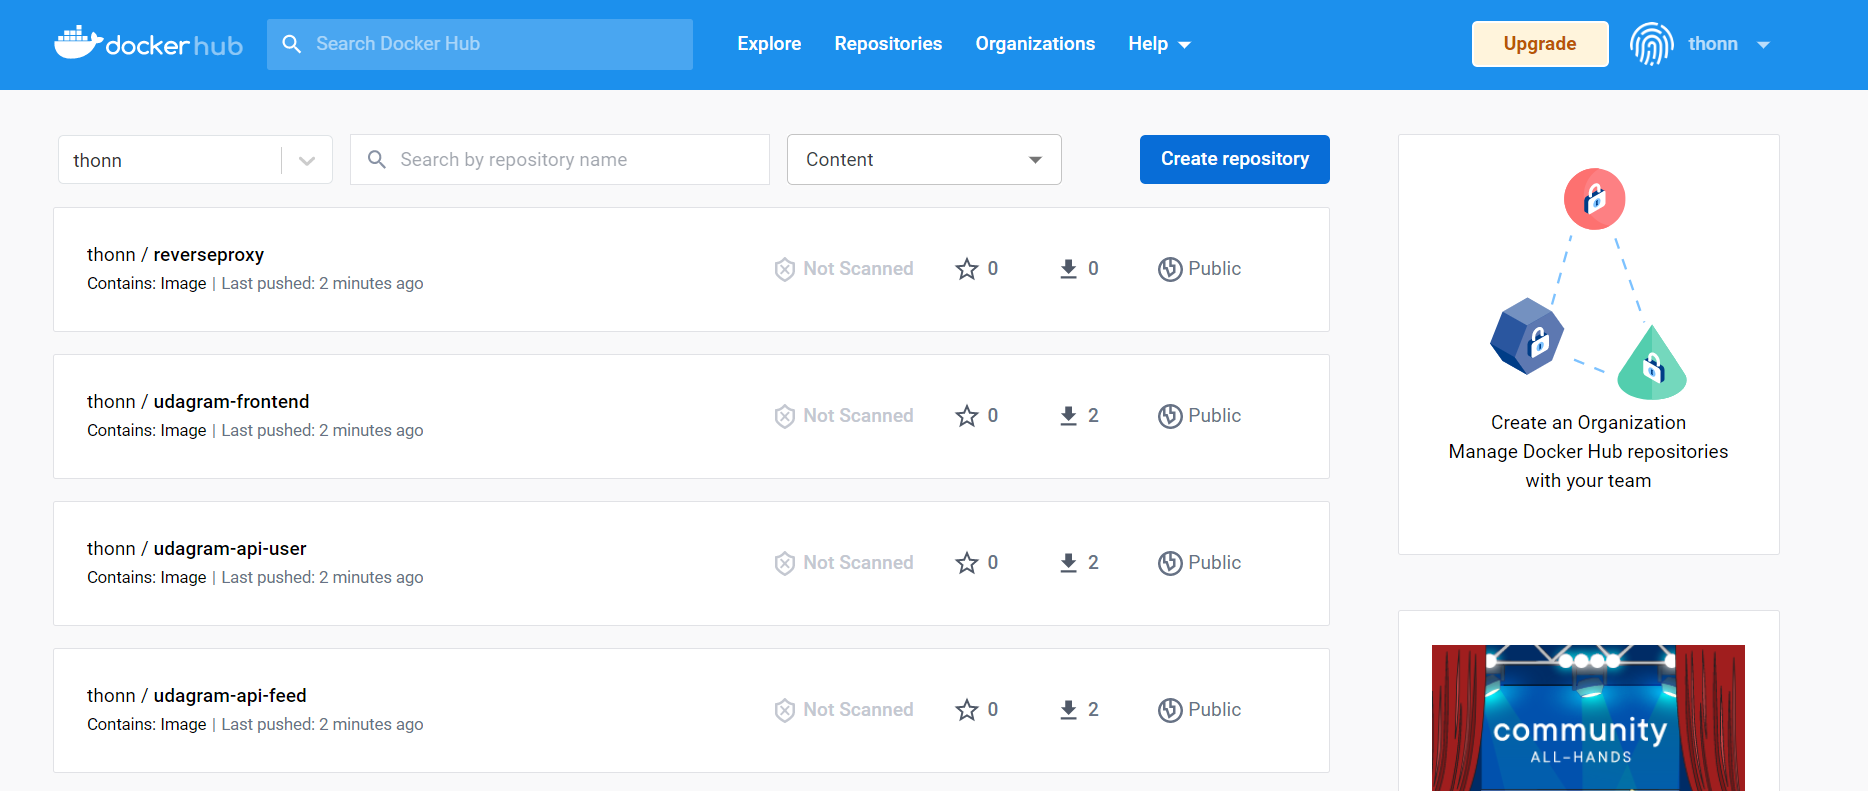 docker hub
Search Docker Hub
Explore
Repositories
Organizations
Help
Upgrade
thonn
thonn
Search by repository name
Content
Create repository
thonn / reverseproxy
Contains: Image | Last pushed: 2 minutes ago
Not Scanned
0
0
Public
thonn / udagram-frontend
Contains: Image | Last pushed: 2 minutes ago
Not Scanned
0
2
Public
thonn / udagram-api-user
Contains: Image | Last pushed: 2 minutes ago
Not Scanned
0
2
Public
thonn / udagram-api-feed
Contains: Image | Last pushed: 2 minutes ago
Not Scanned
0
2
Public
Create an Organization
Manage Docker Hub repositories
with your team
community
ALL-HANDS